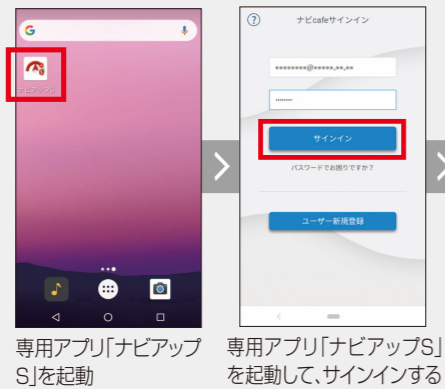 ナビアップS
専用アプリ「ナビアップ
S」を起動
ナビcafeサインイン
********@*****.**.**
サインイン
パスワードでお困りですか?
ユーザー新規登録
専用アプリ「ナビアップS」
を起動して、サインインする